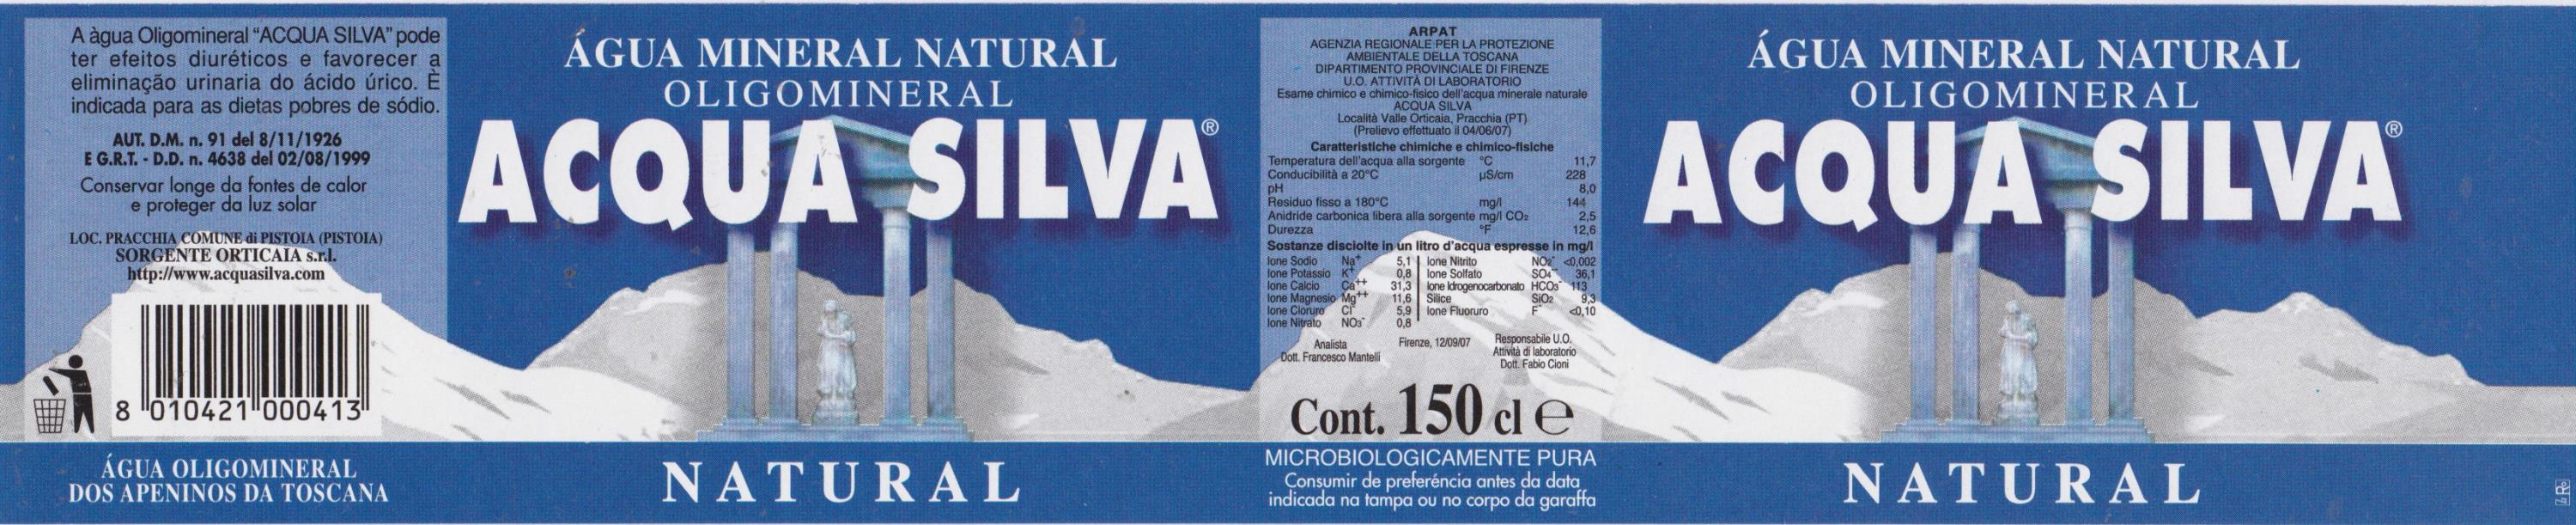 A àgua Oligomineral “ACQUA SILVA” pode
ter efeitos diuréticos e favorecer a
eliminação urinaria do ácido úrico. È
indicada para as dietas pobres de sódio.
AUT. D.M. n. 91 del 8/11/1926
E G.R.T. - D.D. n. 4638 del 02/08/1999
Conservar longe da fontes de calor
e proteger da luz solar
LOC. PRACCHIA COMUNE di PISTOIA (PISTOIA)
SORGENTE ORTICAIA s.r.l.
http://www.acquasilva.com
8 010421 000413
ÁGUA OLIGOMINERAL
DOS APENINOS DA TOSCANA
ÁGUA MINERAL NATURAL
OLIGOMINERAL
ACQUA SILVA®
NATURAL
ARPAT
AGENZIA REGIONALE PER LA PROTEZIONE
AMBIENTALE DELLA TOSCANA
DIPARTIMENTO PROVINCIALE DI FIRENZE
U.O. ATTIVITÀ DI LABORATORIO
Esame chimico e chimico-fisico dell'acqua minerale naturale
ACQUA SILVA
Località Valle Orticaia, Pracchia (PT)
(Prelievo effettuato il 04/06/07)
Caratteristiche chimiche e chimico-fisiche
Temperatura dell'acqua alla sorgente °C 11,7
Conducibilità a 20°C µS/cm 228
pH 8,0
Residuo fisso a 180°C mg/l 144
Anidride carbonica libera alla sorgente mg/l CO₂ 2,5
Durezza °F 12,6
Sostanze disciolte in un litro d'acqua espresse in mg/l
Ione Sodio Na⁺ 5,1 Ione Nitrito NO₂⁻ <0,002
Ione Potassio K⁺ 0,8 Ione Solfato SO₄⁻⁻ 36,1
Ione Calcio Ca⁺⁺ 31,3 Ione Idrogenocarbonato HCO₃⁻ 113
Ione Magnesio Mg⁺⁺ 11,6 Silice SiO₂ 9,3
Ione Cloruro Cl⁻ 5,9 Ione Fluoruro F⁻ <0,10
Ione Nitrato NO₃⁻ 0,8
Analista Firenze, 12/09/07 Responsabile U.O.
Dott. Francesco Mantelli Attività di laboratorio
Dott. Fabio Cioni
Cont. 150 cl ℮
MICROBIOLOGICAMENTE PURA
Consumir de preferéncia antes da data
indicada na tampa ou no corpo da garaffa
ÁGUA MINERAL NATURAL
OLIGOMINERAL
ACQUA SILVA®
NATURAL